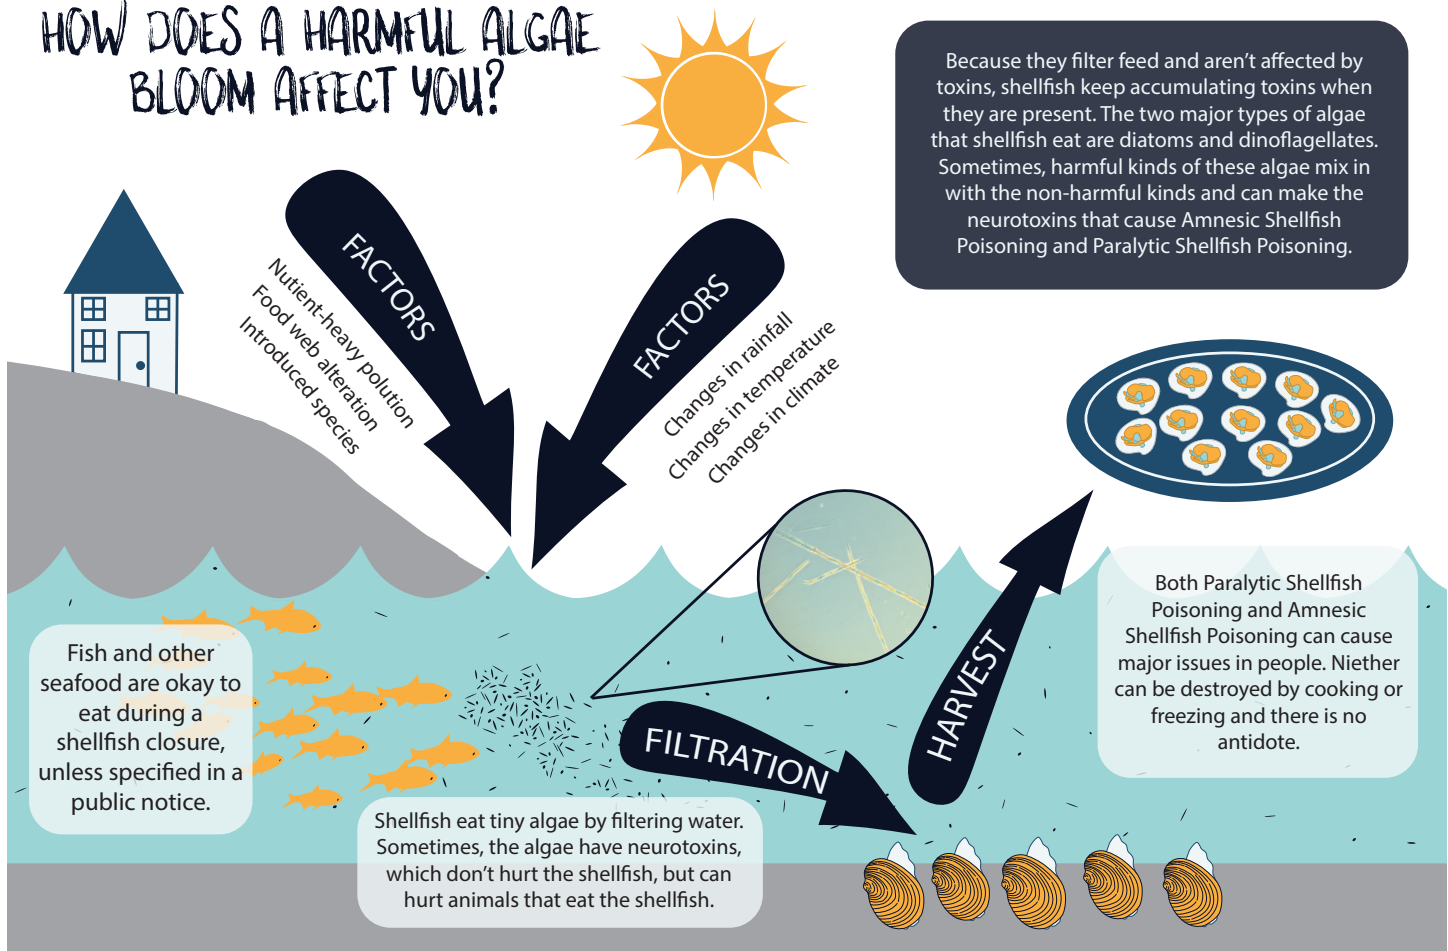 HOW DOES A HARMFUL ALGAE
BLOOM AFFECT YOU?
Because they filter feed and aren't affected by
toxins, shellfish keep accumulating toxins when
they are present. The two major types of algae
that shellfish eat are diatoms and dinoflagellates.
Sometimes, harmful kinds of these algae mix in
with the non-harmful kinds and can make the
neurotoxins that cause Amnesic Shellfish
Poisoning and Paralytic Shellfish Poisoning.
FACTORS
Nutient-heavy polution
Food web alteration
Introduced species
FACTORS
Changes in rainfall
Changes in temperature
Changes in climate
Fish and other
seafood are okay to
eat during a
shellfish closure,
unless specified in a
public notice.
FILTRATION
Shellfish eat tiny algae by filtering water.
Sometimes, the algae have neurotoxins,
which don't hurt the shellfish, but can
hurt animals that eat the shellfish.
HARVEST
Both Paralytic Shellfish
Poisoning and Amnesic
Shellfish Poisoning can cause
major issues in people. Niether
can be destroyed by cooking or
freezing and there is no
antidote.